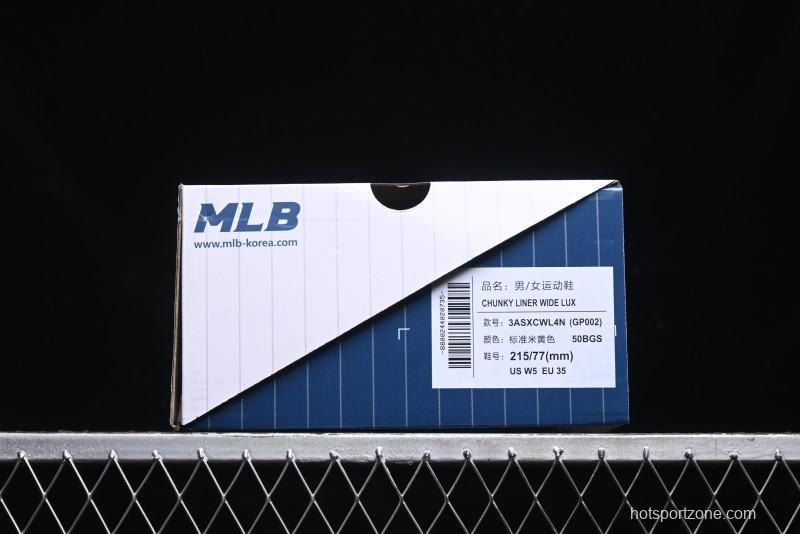 MLB
www.mlb-korea.com
品名：男/女运动鞋
CHUNKY LINER WIDE LUX
款号：3ASXCWL4N (GP002)
颜色：标准米黄色 50BGS
鞋号：215/77(mm)
US W5 EU 35
hotsportzone.com